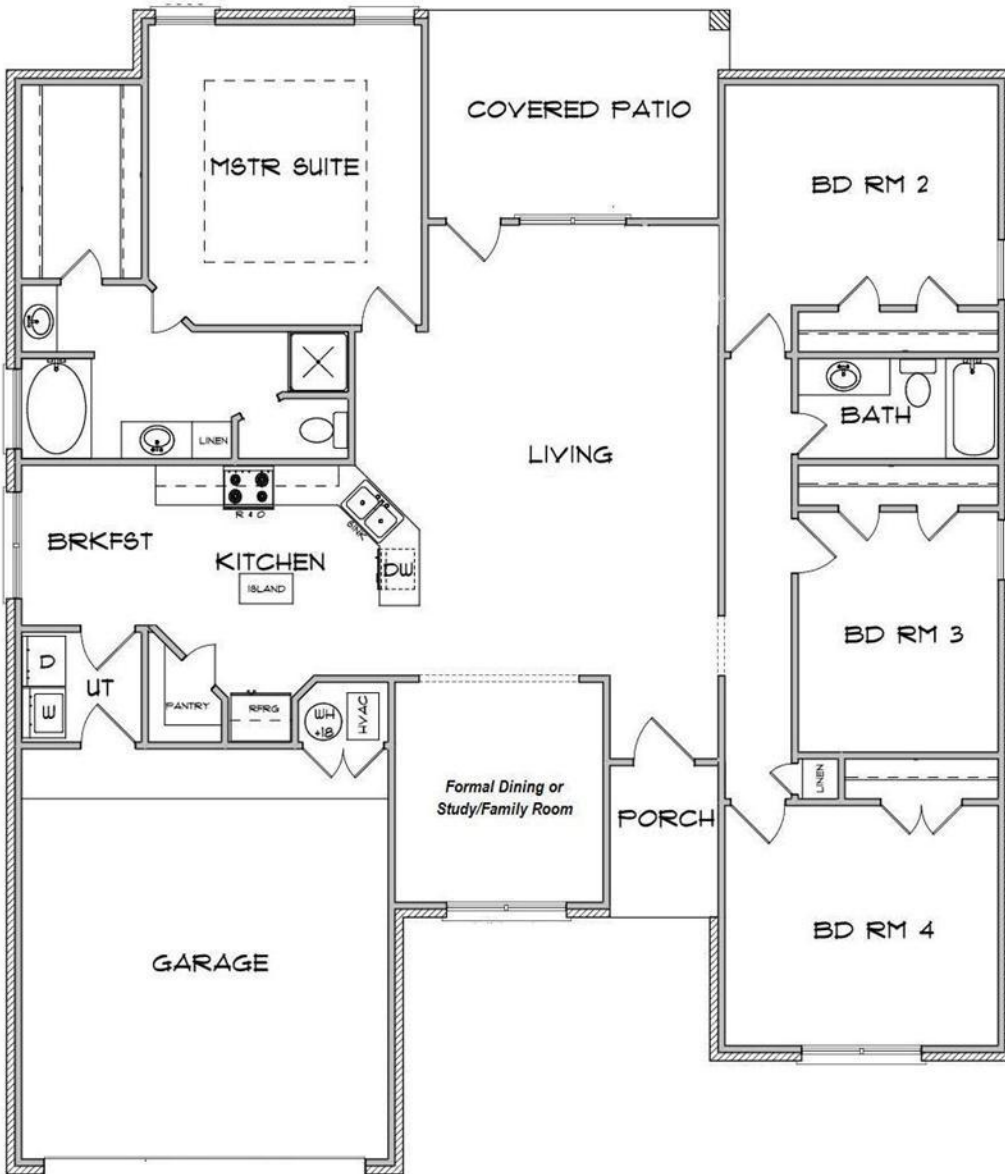 COVERED PATIO
MSTR SUITE
BD RM 2
BATH
LINEN
LIVING
R & O
SINK
BRKFST
KITCHEN
DW
ISLAND
BD RM 3
D
UT
W
PANTRY
RFRG
WH
+18
HVAC
LINEN
Formal Dining or
Study/Family Room
PORCH
BD RM 4
GARAGE